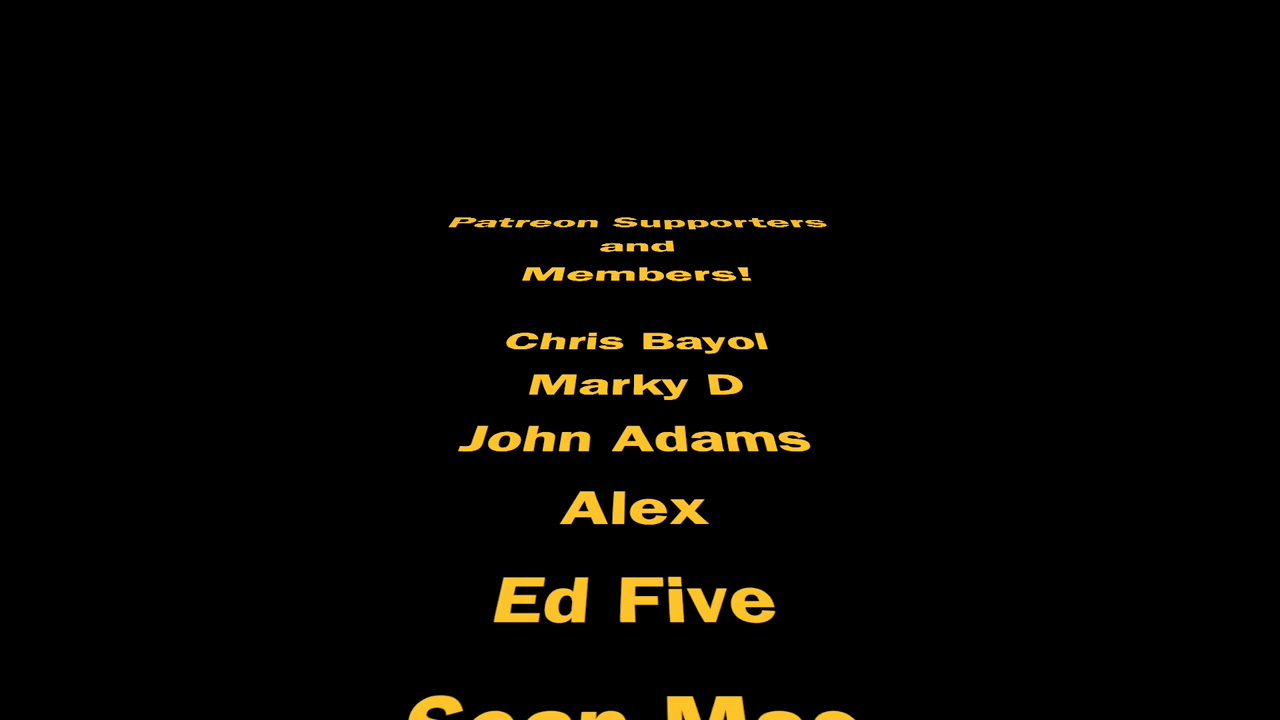 Patreon Supporters
and
Members!
Chris Bayol
Marky D
John Adams
Alex
Ed Five